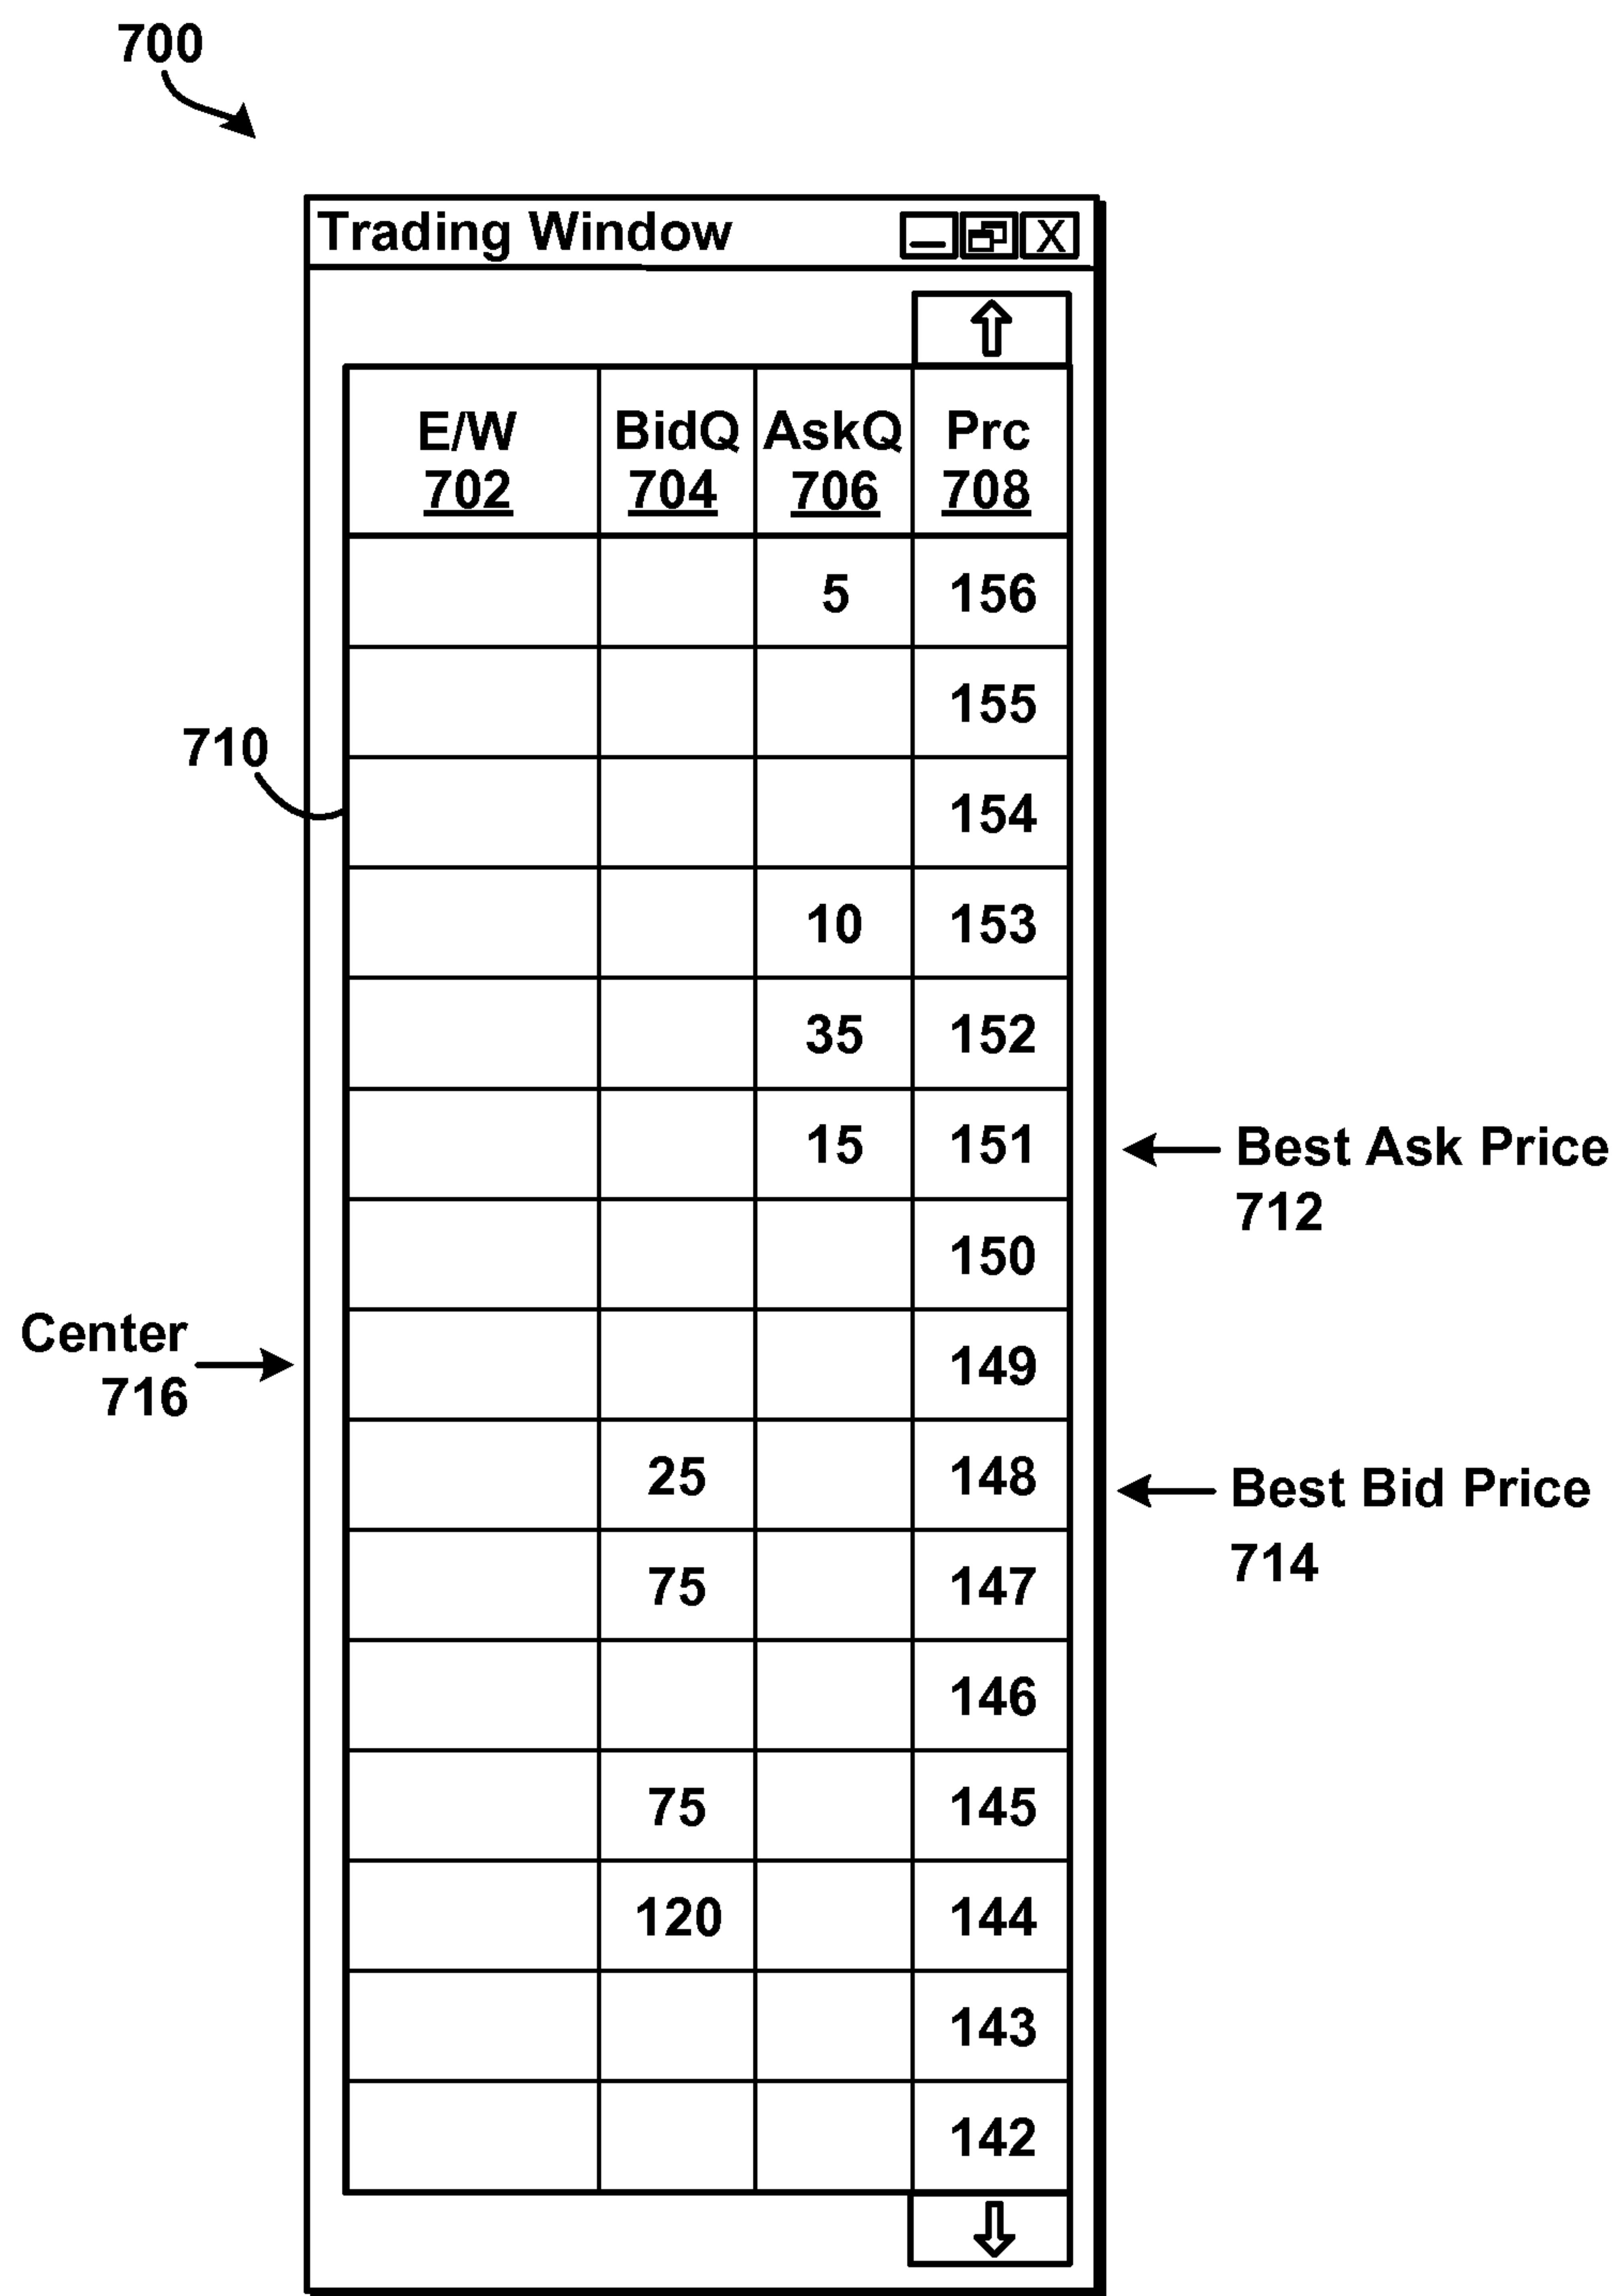 700
Trading Window
X
E/W BidQ AskQ Prc
702 704 706 708
5 156
155
710
154
10 153
35 152
15 151
Best Ask Price
712
150
Center
716
149
25 148
Best Bid Price
714
75 147
146
75 145
120 144
143
142